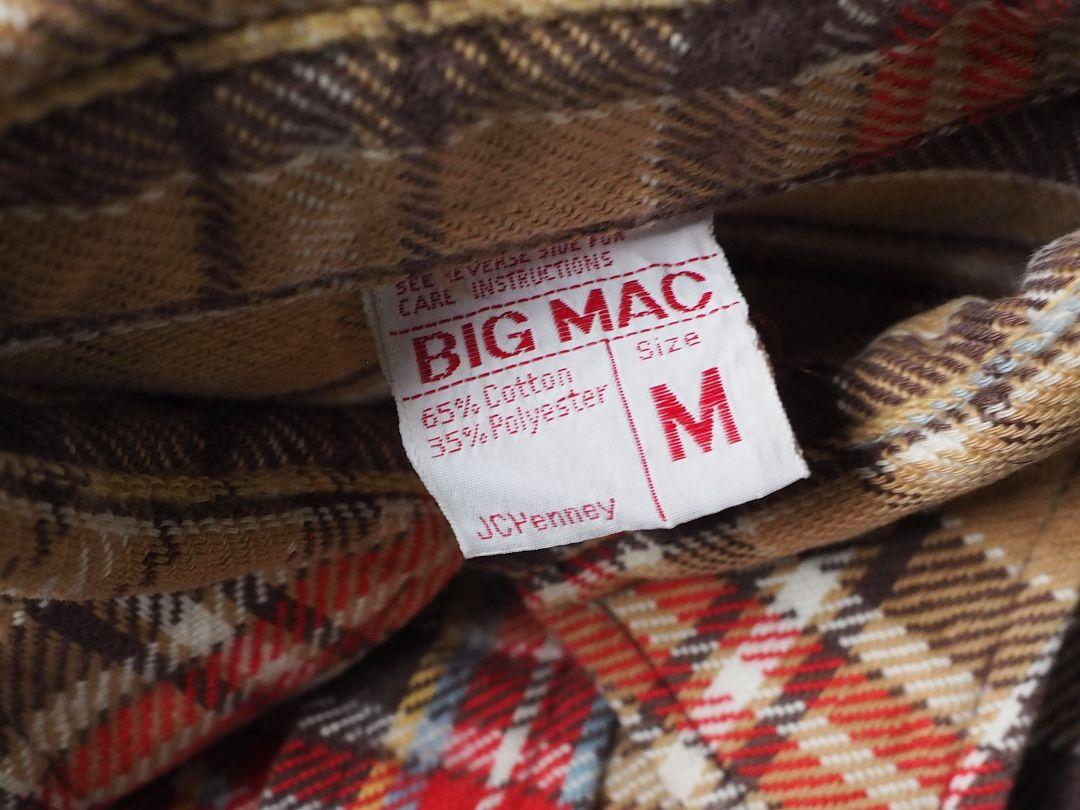 SEE REVERSE SIDE FOR
CARE INSTRUCTIONS
BIG MAC
65% Cotton
35% Polyester
Size
M
JCPenney